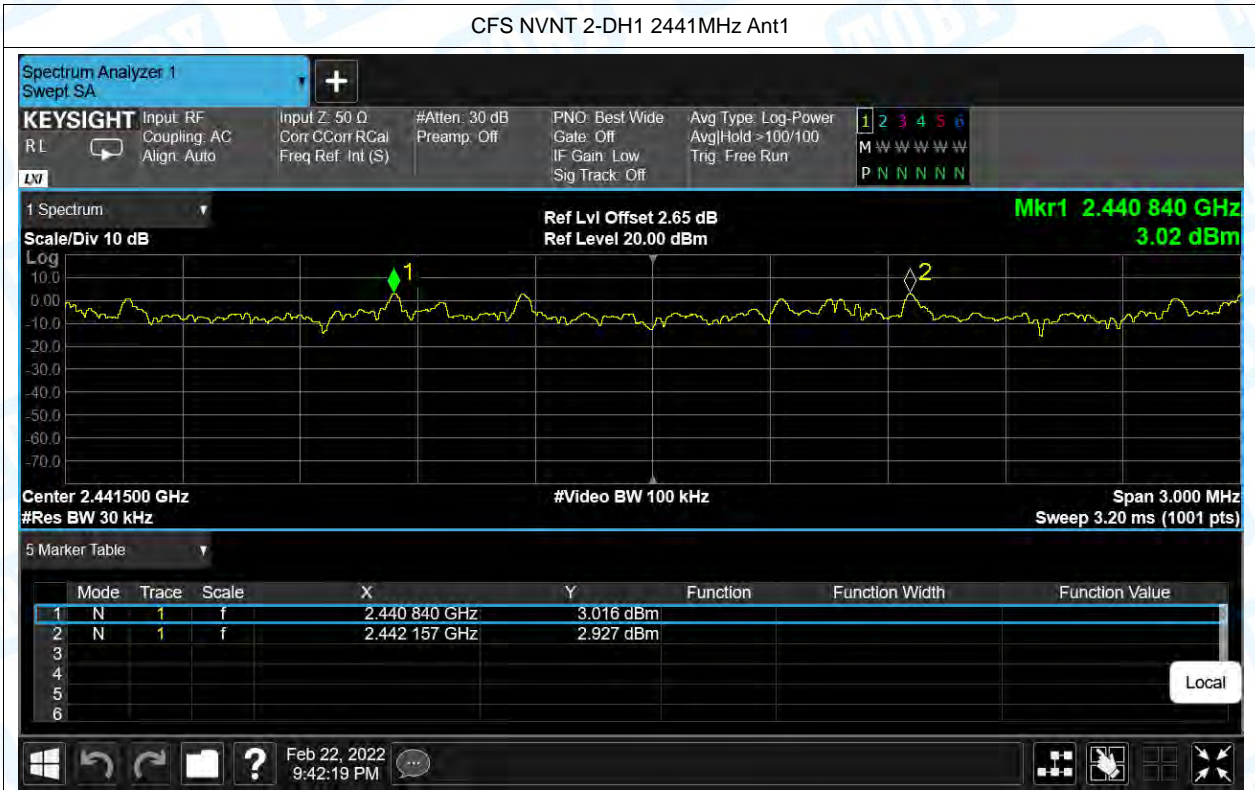 CFS NVNT 2-DH1 2441MHz Ant1
Spectrum Analyzer 1
Swept SA
+
KEYSIGHT Input: RF Input Z: 50 Ω #Atten: 30 dB PNO: Best Wide Avg Type: Log-Power 1 2 3 4 5 6
RL Coupling: AC Corr CCorr RCal Preamp: Off Gate: Off Avg|Hold >100/100 M W W W W W
Align: Auto Freq Ref: Int (S) IF Gain: Low Trig: Free Run
LXI Sig Track: Off P N N N N N
1 Spectrum Ref Lvl Offset 2.65 dB Mkr1 2.440 840 GHz
Scale/Div 10 dB Ref Level 20.00 dBm 3.02 dBm
Log
1 2
10.0
0.00
-10.0
-20.0
-30.0
-40.0
-50.0
-60.0
-70.0
Center 2.441500 GHz #Video BW 100 kHz Span 3.000 MHz
#Res BW 30 kHz Sweep 3.20 ms (1001 pts)
5 Marker Table
Mode Trace Scale X Y Function Function Width Function Value
1 N 1 f 2.440 840 GHz 3.016 dBm
2 N 1 f 2.442 157 GHz 2.927 dBm
3
4
5
6
Local
? Feb 22, 2022
9:42:19 PM